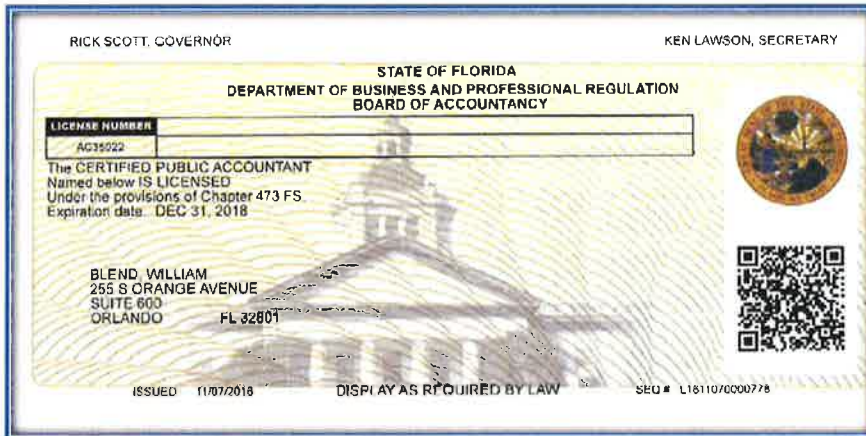 RICK SCOTT, GOVERNOR
KEN LAWSON, SECRETARY
STATE OF FLORIDA
DEPARTMENT OF BUSINESS AND PROFESSIONAL REGULATION
BOARD OF ACCOUNTANCY
LICENSE NUMBER
AC35022
The CERTIFIED PUBLIC ACCOUNTANT
Named below IS LICENSED
Under the provisions of Chapter 473 FS.
Expiration date: DEC 31, 2018
BLEND, WILLIAM
255 S ORANGE AVENUE
SUITE 600
ORLANDO FL 32801
ISSUED 11/07/2016
DISPLAY AS REQUIRED BY LAW
SEQ # L1611070000778